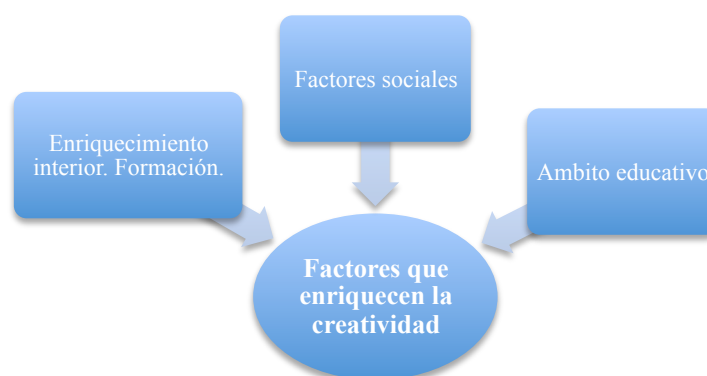 Factores sociales
Enriquecimiento
interior. Formación.
Ambito educativo
Factores que
enriquecen la
creatividad